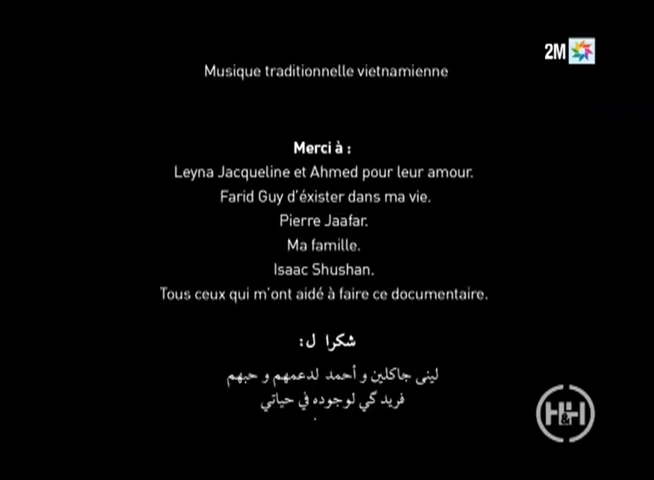 2M
Musique traditionnelle vietnamienne
Merci à :
Leyna Jacqueline et Ahmed pour leur amour.
Farid Guy d'éxister dans ma vie.
Pierre Jaafar.
Ma famille.
Isaac Shushan.
Tous ceux qui m'ont aidé à faire ce documentaire.
شكرا ل:
لينى جاكلين و أحمد لدعمهم و حبهم
فريد گي لوجوده في حياتي
H&H